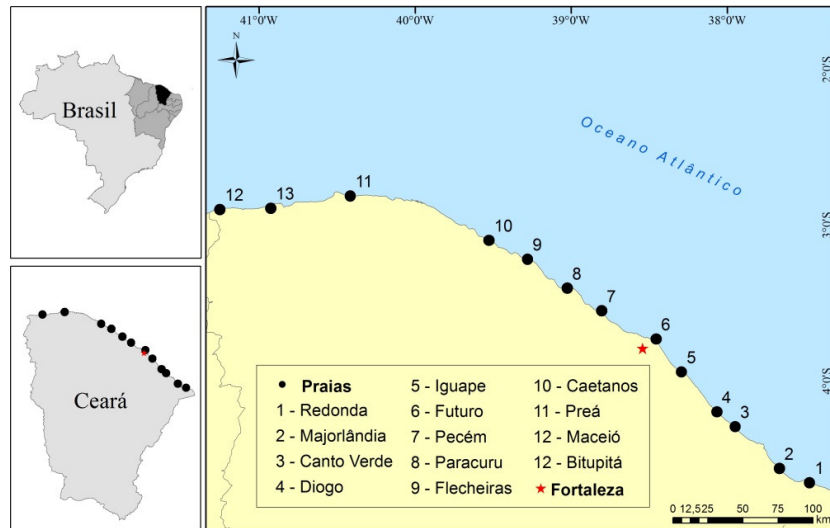 41°0'W 40°0'W 39°0'W 38°0'W
2°0'S
3°0'S
4°0'S
Brasil
Ceará
Oceano Atlântico
12
13
11
10
9
8
7
6
5
4
3
2
1
Praias
1 - Redonda
2 - Majorlândia
3 - Canto Verde
4 - Diogo
5 - Iguape
6 - Futuro
7 - Pecém
8 - Paracuru
9 - Flecheiras
10 - Caetanos
11 - Preá
12 - Maceió
12 - Bitupitá
Fortaleza
0 12,525 50 75 100
km